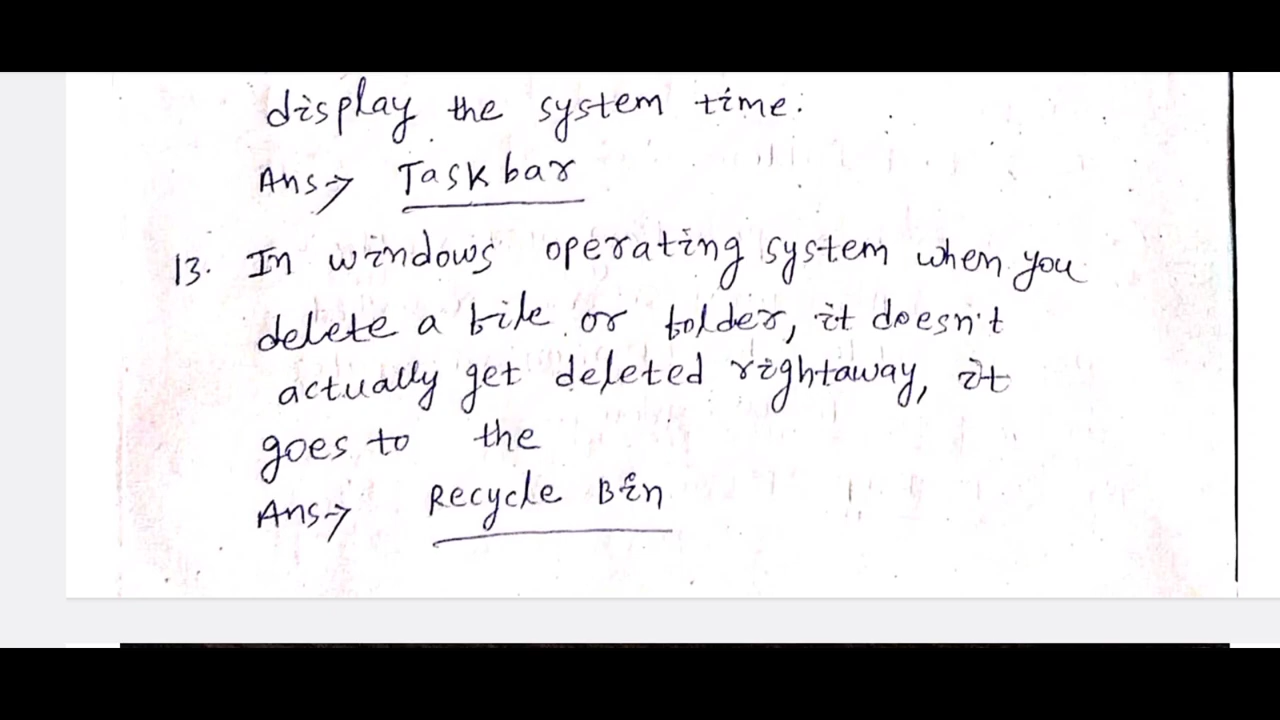 display the system time.
Ans→ Taskbar
13. In windows operating system when you
delete a file or folder, it doesn't
actually get deleted rightaway, it
goes to the
Ans→ Recycle Bin